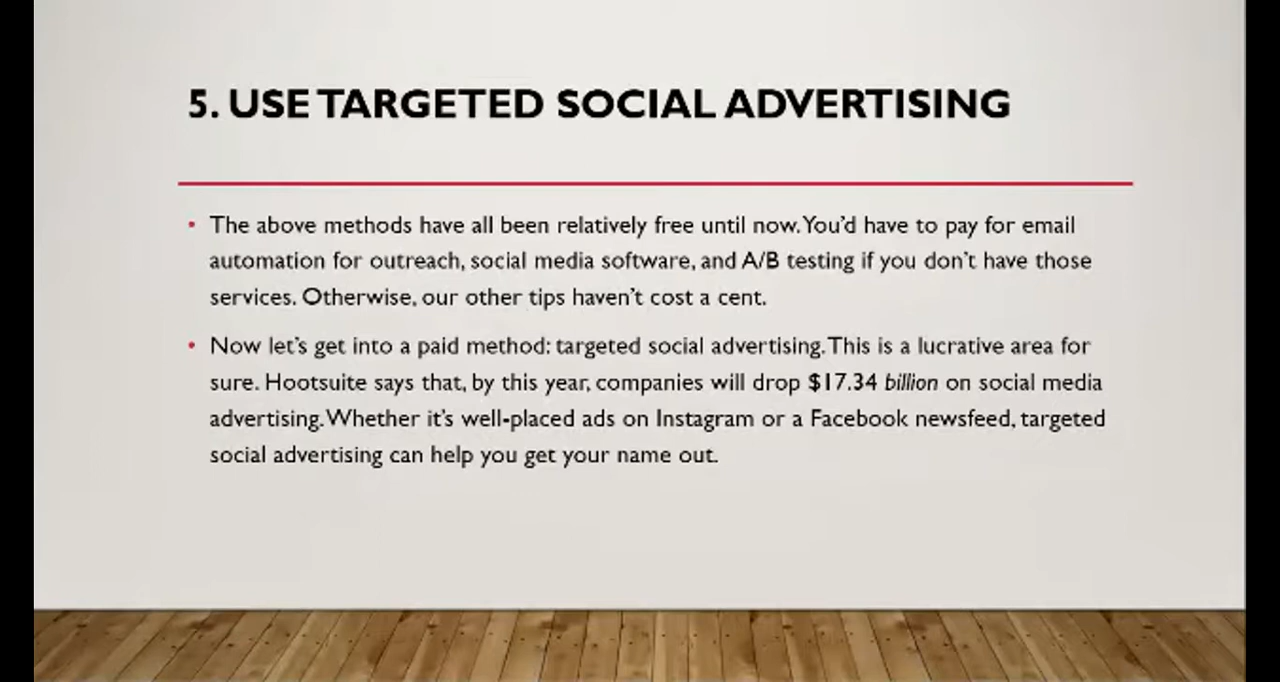 5. USE TARGETED SOCIAL ADVERTISING
• The above methods have all been relatively free until now. You'd have to pay for email
automation for outreach, social media software, and A/B testing if you don't have those
services. Otherwise, our other tips haven't cost a cent.
• Now let's get into a paid method: targeted social advertising. This is a lucrative area for
sure. Hootsuite says that, by this year, companies will drop $17.34 billion on social media
advertising. Whether it's well-placed ads on Instagram or a Facebook newsfeed, targeted
social advertising can help you get your name out.